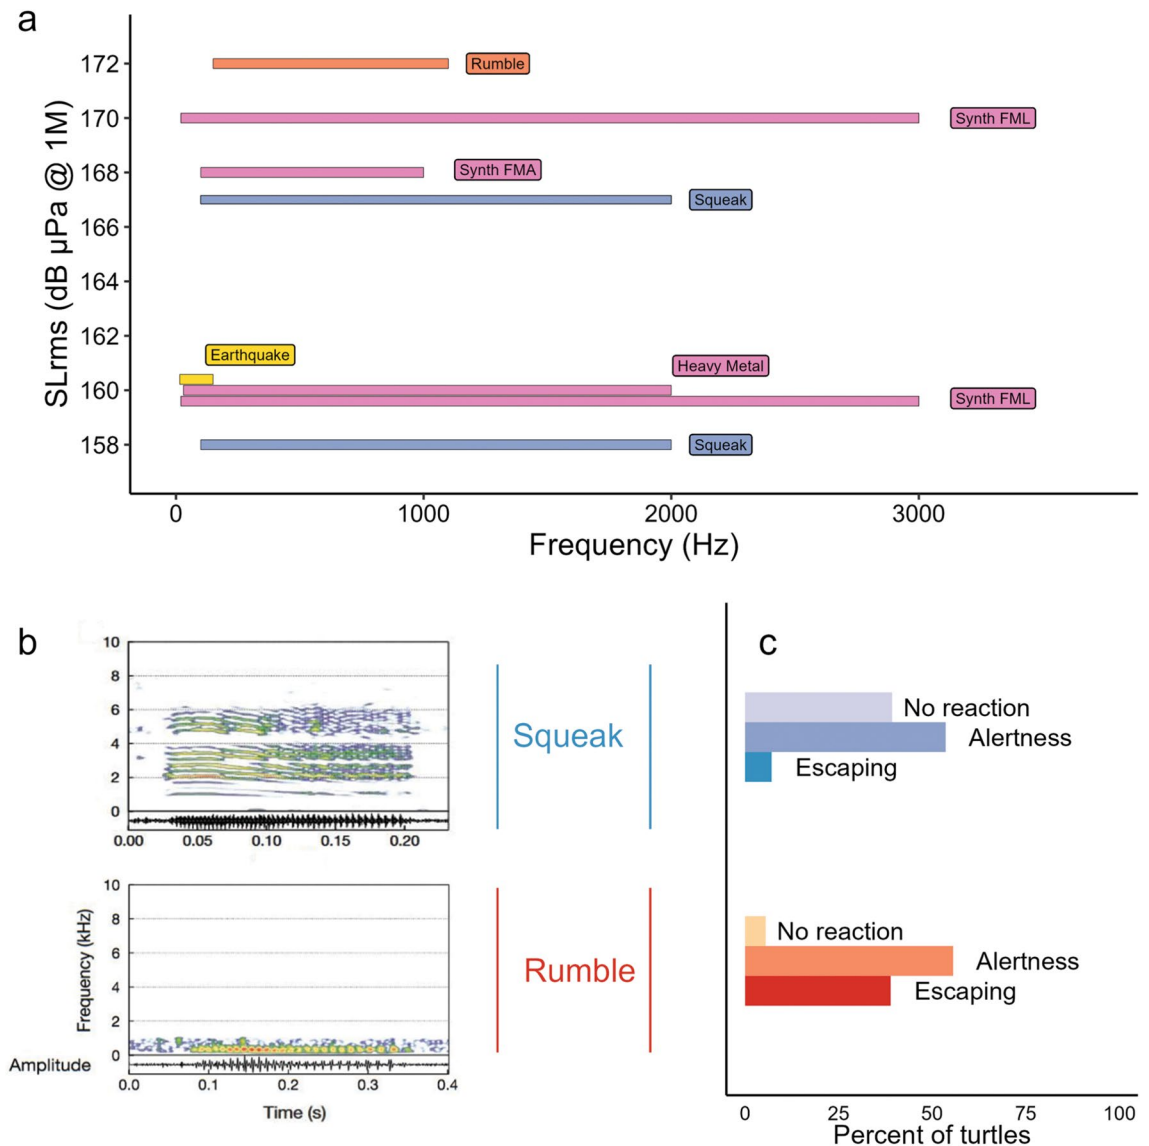 a
SLrms (dB µPa @ 1M)
172
Rumble
170
Synth FML
168
Synth FMA
Squeak
166
164
162
Earthquake
Heavy Metal
160
Synth FML
158
Squeak
0 1000 2000 3000
Frequency (Hz)
b
10
8
6
4
2
0
0.00 0.05 0.10 0.15 0.20
Squeak
Frequency (kHz)
10
8
6
4
2
0
Amplitude
0.0 0.1 0.2 0.3 0.4
Time (s)
Rumble
c
No reaction
Alertness
Escaping
No reaction
Alertness
Escaping
0 25 50 75 100
Percent of turtles